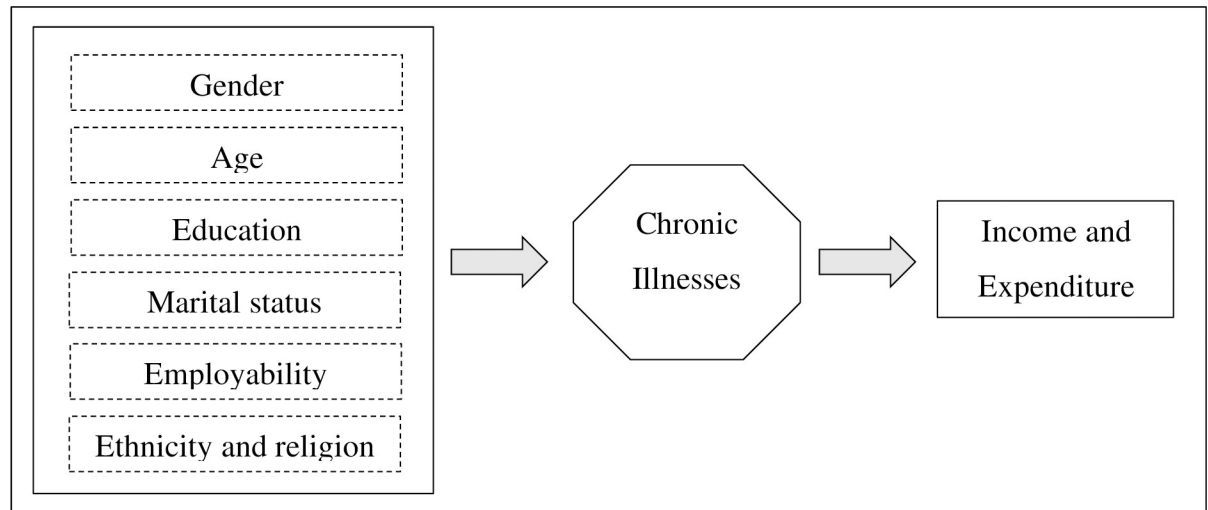 Gender
Age
Education
Marital status
Employability
Ethnicity and religion
Chronic
Illnesses
Income and
Expenditure